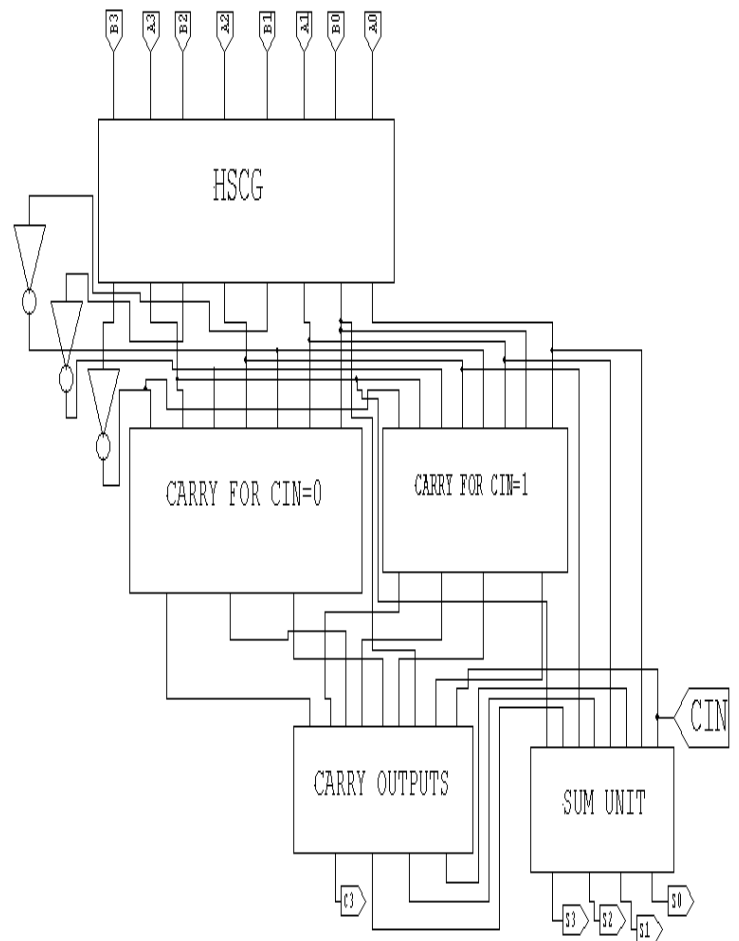 B3 A3 B2 A2 B1 A1 B0 A0
HSCG
CARRY FOR CIN=0
CARRY FOR CIN=1
CIN
CARRY OUTPUTS
SUM UNIT
C3
S3 S2 S1 S0